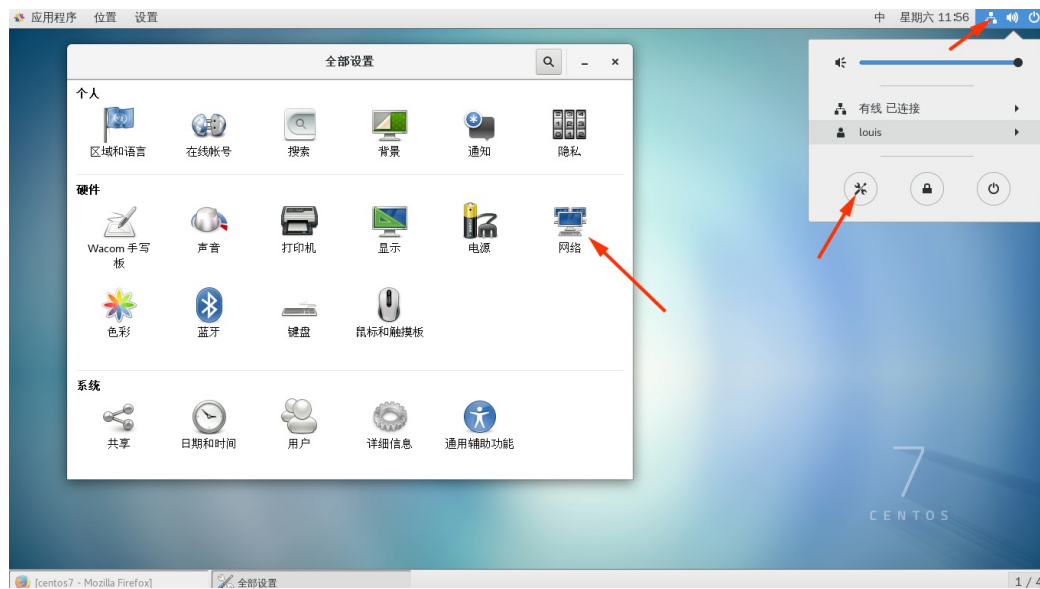 应用程序 位置 设置
中 星期六 11:56
全部设置
个人
区域和语言 在线帐号 搜索 背景 通知 隐私
硬件
Wacom 手写板 声音 打印机 显示 电源 网络
色彩 蓝牙 键盘 鼠标和触摸板
系统
共享 日期和时间 用户 详细信息 通用辅助功能
有线 已连接
louis
7
CENTOS
[centos7 - Mozilla Firefox] 全部设置
1 / 4